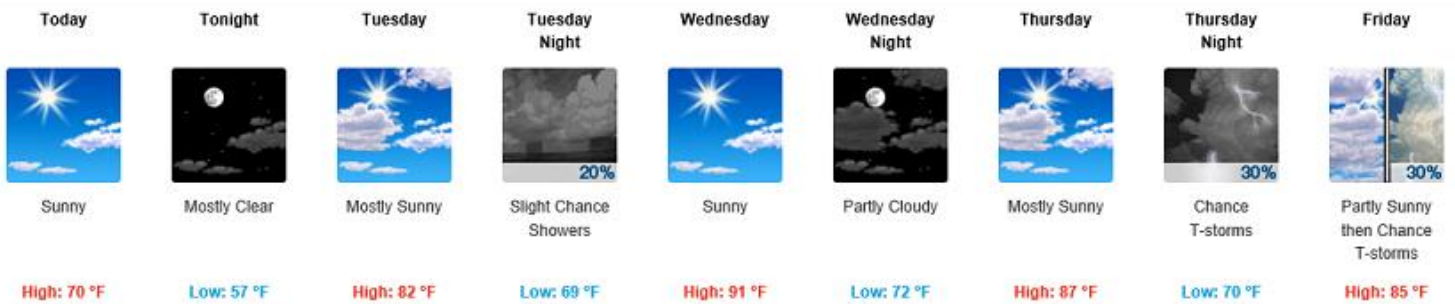 Today
Tonight
Tuesday
Tuesday
Night
Wednesday
Wednesday
Night
Thursday
Thursday
Night
Friday
20%
30%
30%
Sunny
Mostly Clear
Mostly Sunny
Slight Chance
Showers
Sunny
Partly Cloudy
Mostly Sunny
Chance
T-storms
Partly Sunny
then Chance
T-storms
High: 70 °F
Low: 57 °F
High: 82 °F
Low: 69 °F
High: 91 °F
Low: 72 °F
High: 87 °F
Low: 70 °F
High: 85 °F